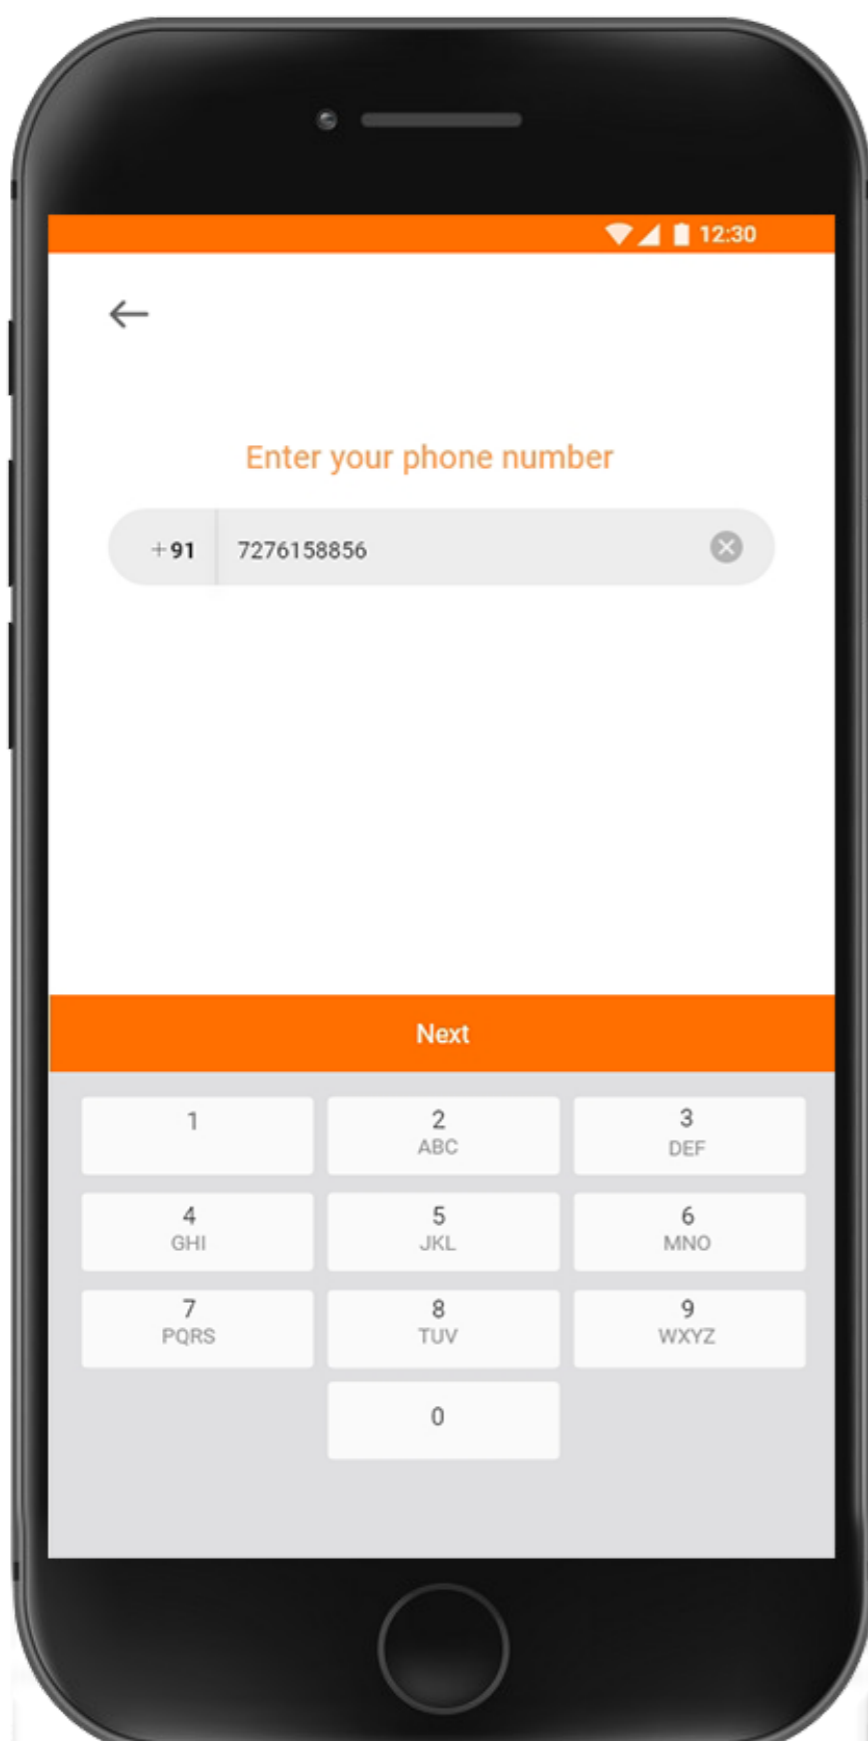 12:30
Enter your phone number
+91 7276158856
Next
1 2 3
ABC DEF
4 5 6
GHI JKL MNO
7 8 9
PQRS TUV WXYZ
0